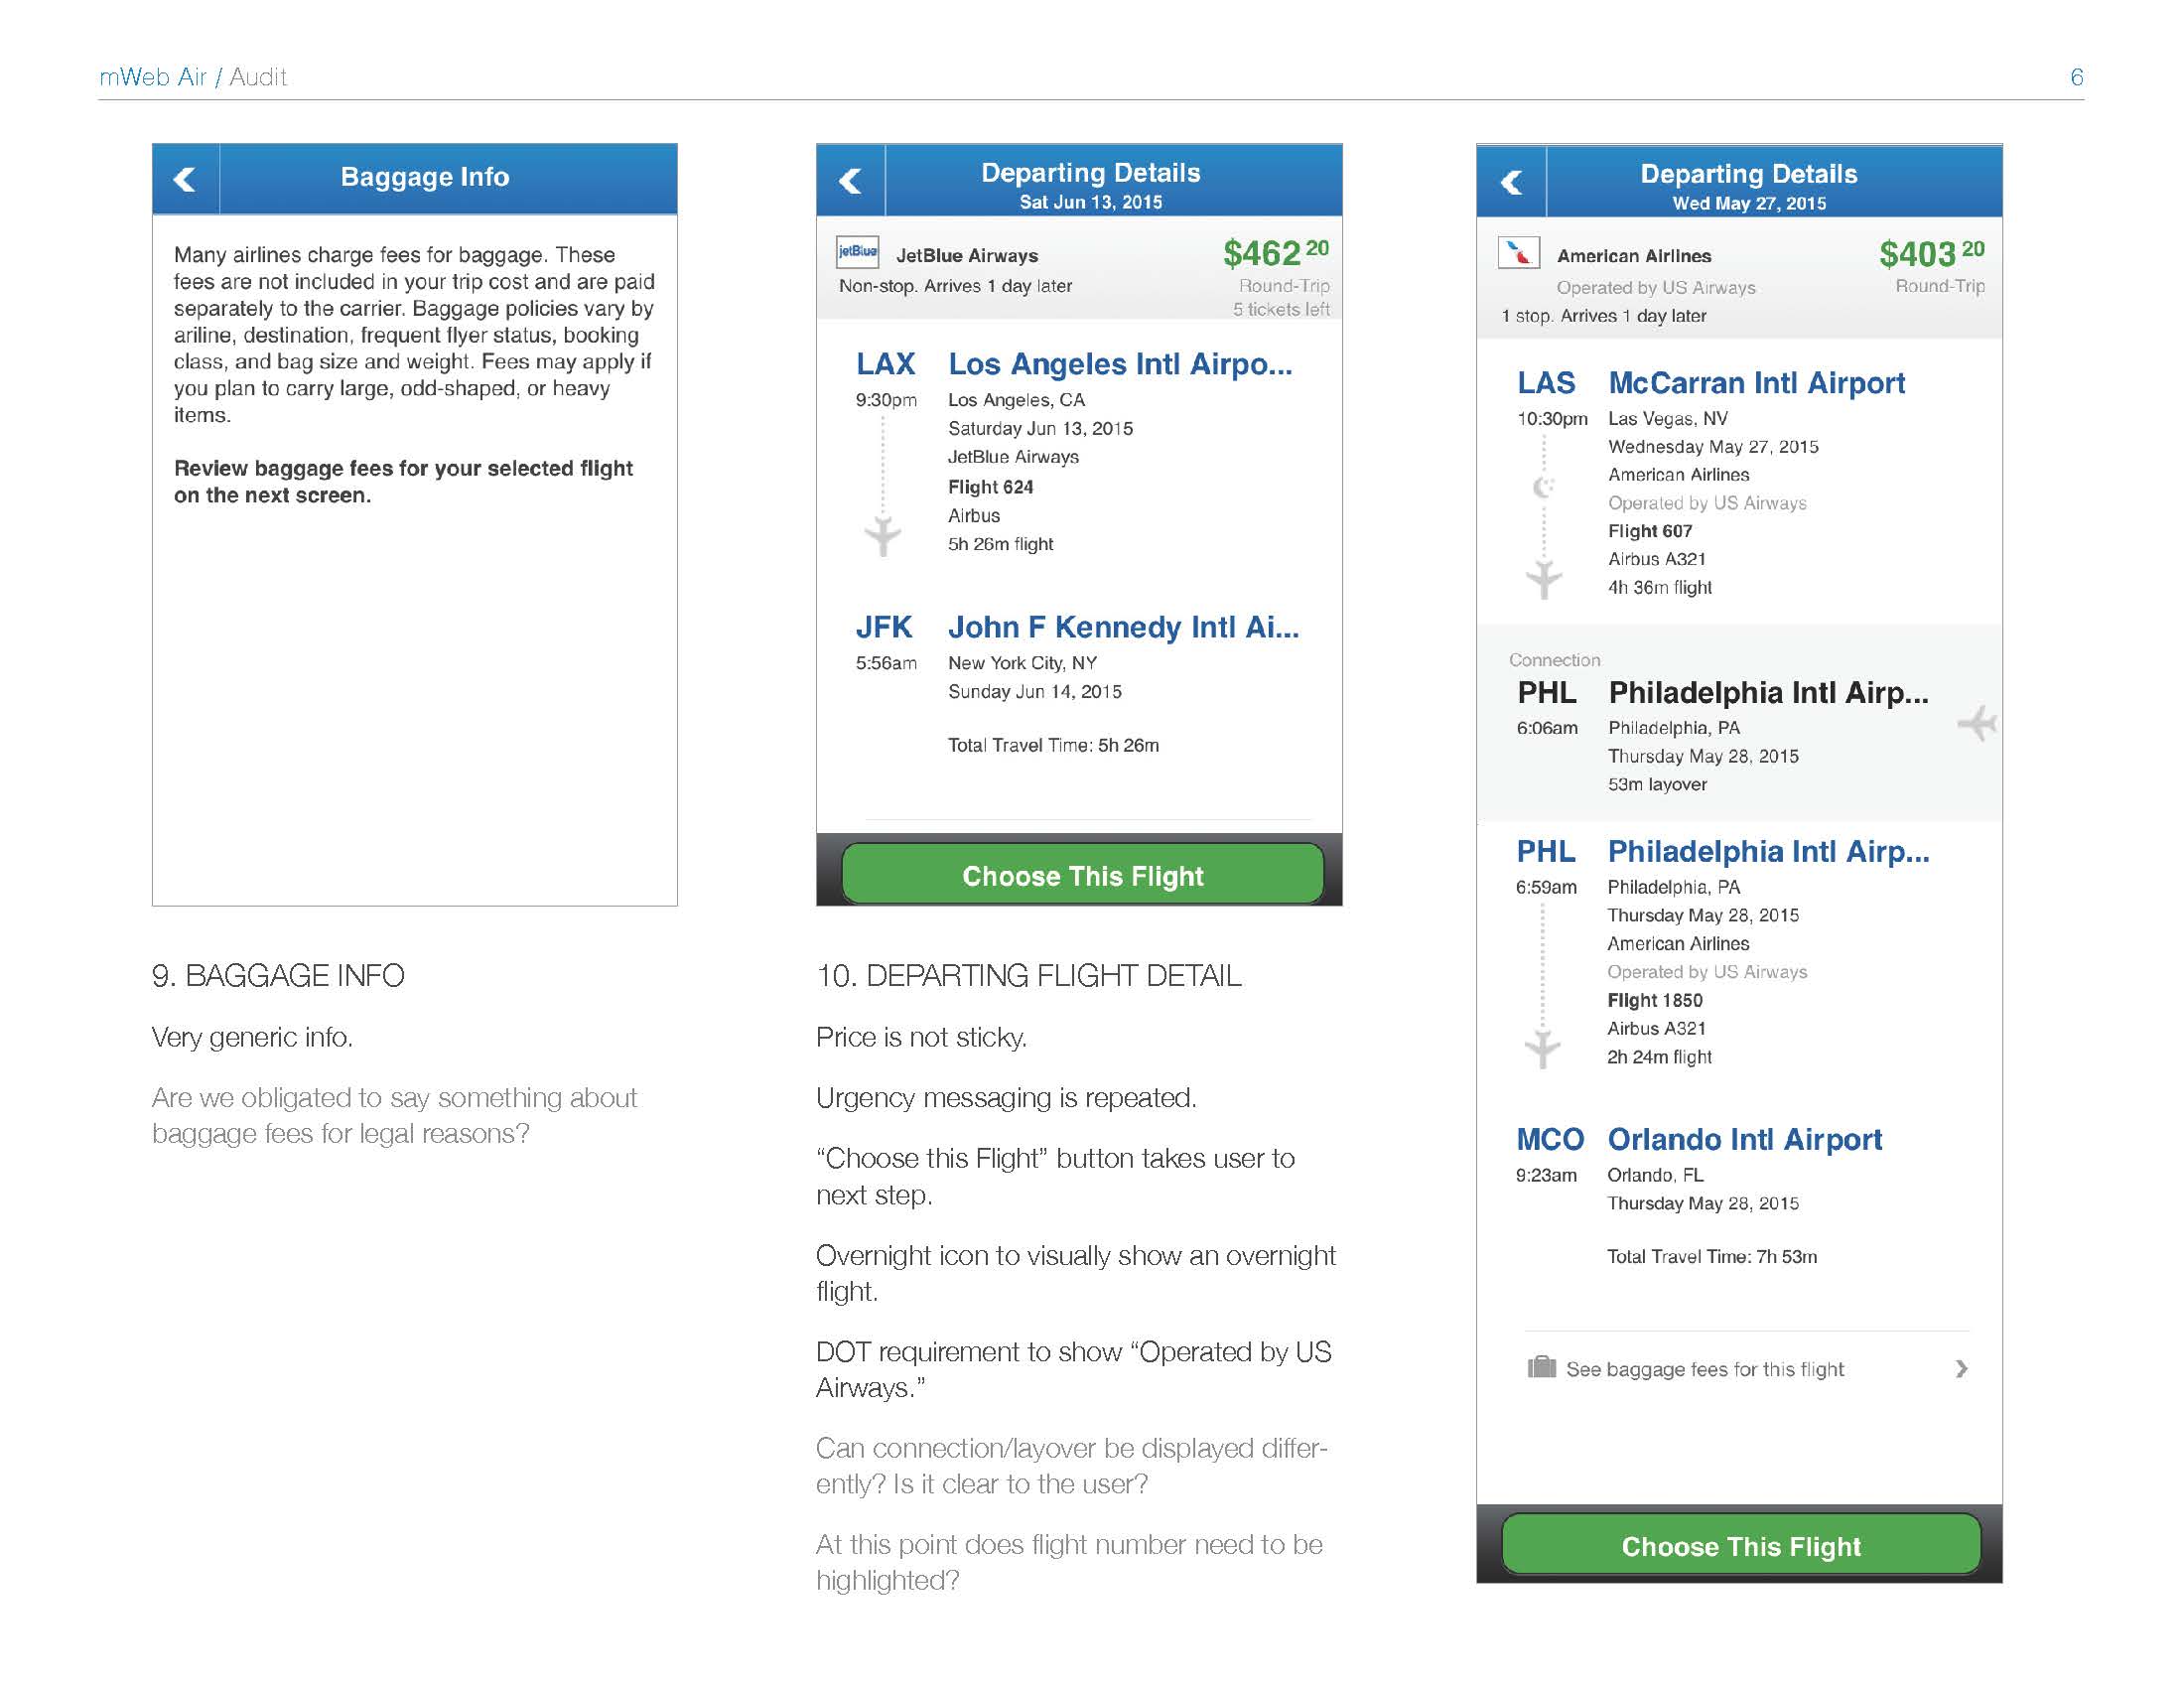 mWeb Air / Audit
6
Baggage Info
Many airlines charge fees for baggage. These
fees are not included in your trip cost and are paid
separately to the carrier. Baggage policies vary by
ariline, destination, frequent flyer status, booking
class, and bag size and weight. Fees may apply if
you plan to carry large, odd-shaped, or heavy
items.
Review baggage fees for your selected flight
on the next screen.
9. BAGGAGE INFO
Very generic info.
Are we obligated to say something about
baggage fees for legal reasons?
Departing Details
Sat Jun 13, 2015
jetBlue
JetBlue Airways
$462 20
Non-stop. Arrives 1 day later
Round-Trip
5 tickets left
LAX Los Angeles Intl Airpo...
9:30pm Los Angeles, CA
Saturday Jun 13, 2015
JetBlue Airways
Flight 624
Airbus
5h 26m flight
JFK John F Kennedy Intl Ai...
5:56am New York City, NY
Sunday Jun 14, 2015
Total Travel Time: 5h 26m
Choose This Flight
10. DEPARTING FLIGHT DETAIL
Price is not sticky.
Urgency messaging is repeated.
“Choose this Flight” button takes user to
next step.
Overnight icon to visually show an overnight
flight.
DOT requirement to show “Operated by US
Airways.”
Can connection/layover be displayed differ-
ently? Is it clear to the user?
At this point does flight number need to be
highlighted?
Departing Details
Wed May 27, 2015
American Airlines
$403 20
Operated by US Airways
Round-Trip
1 stop. Arrives 1 day later
LAS McCarran Intl Airport
10:30pm Las Vegas, NV
Wednesday May 27, 2015
American Airlines
Operated by US Airways
Flight 607
Airbus A321
4h 36m flight
Connection
PHL Philadelphia Intl Airp...
6:06am Philadelphia, PA
Thursday May 28, 2015
53m layover
PHL Philadelphia Intl Airp...
6:59am Philadelphia, PA
Thursday May 28, 2015
American Airlines
Operated by US Airways
Flight 1850
Airbus A321
2h 24m flight
MCO Orlando Intl Airport
9:23am Orlando, FL
Thursday May 28, 2015
Total Travel Time: 7h 53m
See baggage fees for this flight
Choose This Flight